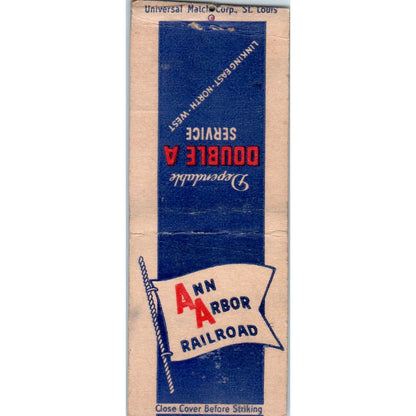 Universal Match Corp., St. Louis
Dependable
DOUBLE A
SERVICE
LINKING EAST - NORTH - WEST
ANN
ARBOR
RAILROAD
Close Cover Before Striking